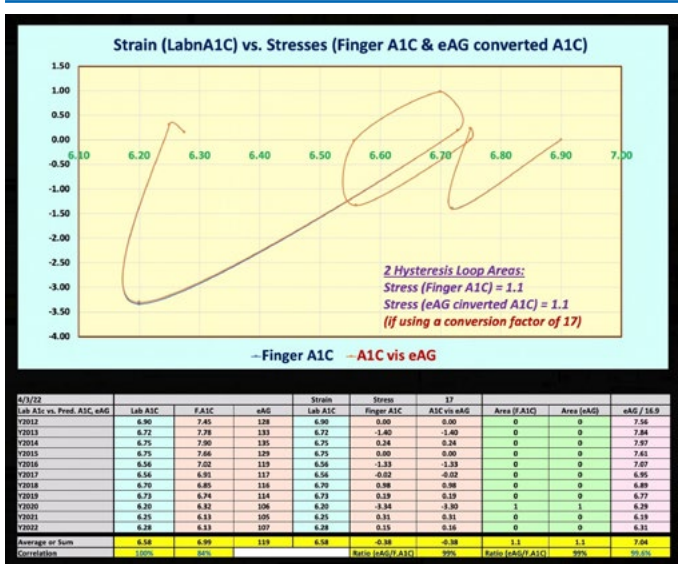 Strain (LabnA1C) vs. Stresses (Finger A1C & eAG converted A1C)
1.50
1.00
0.50
0.00
6.10 6.20 6.30 6.40 6.50 6.60 6.70 6.80 6.90 7.00
-0.50
-1.00
-1.50
-2.00
-2.50
-3.00
-3.50
-4.00
2 Hysteresis Loop Areas:
Stress (Finger A1C) = 1.1
Stress (eAG cinverted A1C) = 1.1
(if using a conversion factor of 17)
Finger A1C A1C vis eAG
4/3/22 Strain Stress 17
Lab A1c vs. Pred. A1C, eAG Lab A1C F.A1C eAG Lab A1C Finger A1C A1C vis eAG Area (F.A1C) Area (eAG) eAG / 16.9
Y2012 6.90 7.45 128 6.90 0.00 0.00 0 0 7.56
Y2013 6.72 7.78 133 6.72 -1.40 -1.40 0 0 7.84
Y2014 6.75 7.90 135 6.75 0.24 0.24 0 0 7.97
Y2015 6.75 7.66 129 6.75 0.00 0.00 0 0 7.61
Y2016 6.56 7.02 119 6.56 -1.33 -1.33 0 0 7.07
Y2017 6.56 6.91 117 6.56 -0.02 -0.02 0 0 6.95
Y2018 6.70 6.85 116 6.70 0.98 0.98 0 0 6.89
Y2019 6.73 6.74 114 6.73 0.19 0.19 0 0 6.77
Y2020 6.20 6.32 106 6.20 -3.34 -3.30 1 1 6.29
Y2021 6.25 6.13 105 6.25 0.31 0.31 0 0 6.19
Y2022 6.28 6.13 107 6.28 0.15 0.16 0 0 6.31
Average or Sum 6.58 6.99 119 6.58 -0.38 -0.38 1.1 1.1 7.04
Correlation 100% 84% Ratio (eAG/F.A1C) 99% Ratio (eAG/F.A1C) 99% 99.6%